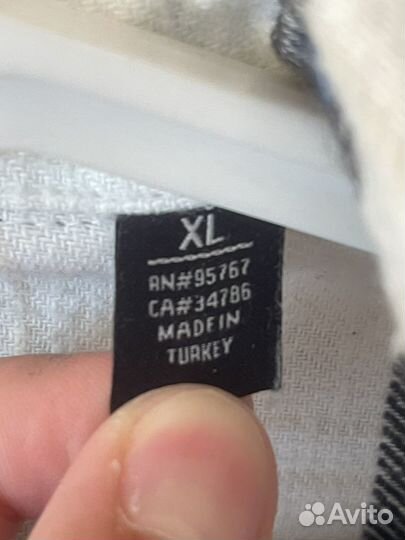 XL
RN#95767
CA#34786
MADE IN
TURKEY
Avito